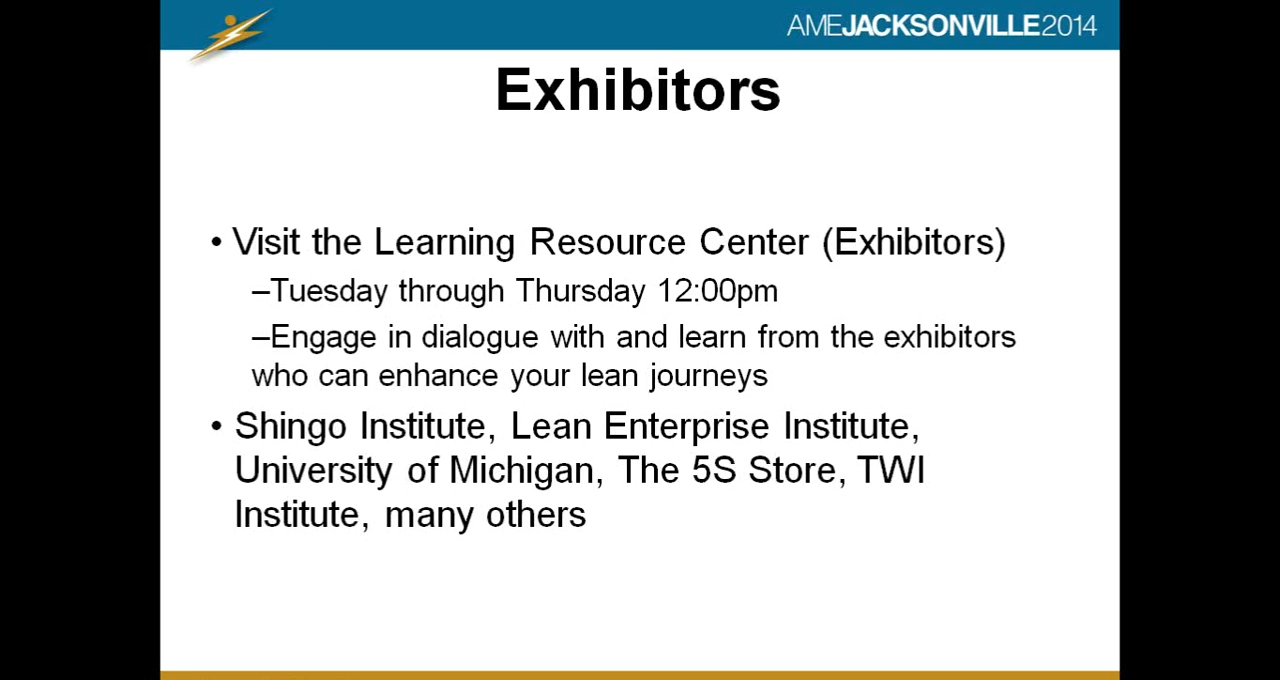 AMEJACKSONVILLE2014
Exhibitors
• Visit the Learning Resource Center (Exhibitors)
–Tuesday through Thursday 12:00pm
–Engage in dialogue with and learn from the exhibitors
who can enhance your lean journeys
• Shingo Institute, Lean Enterprise Institute,
University of Michigan, The 5S Store, TWI
Institute, many others